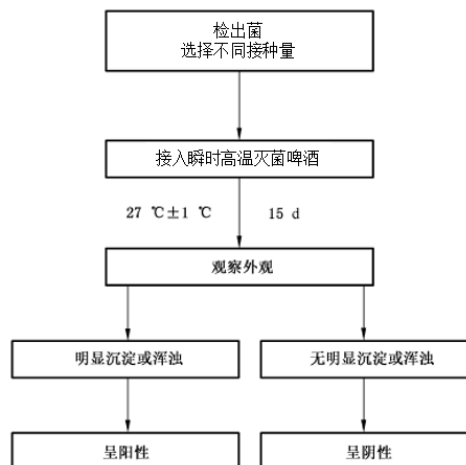 检出菌
选择不同接种量
接入瞬时高温灭菌啤酒
27 ℃±1 ℃ 15 d
观察外观
明显沉淀或浑浊 无明显沉淀或浑浊
呈阳性 呈阴性